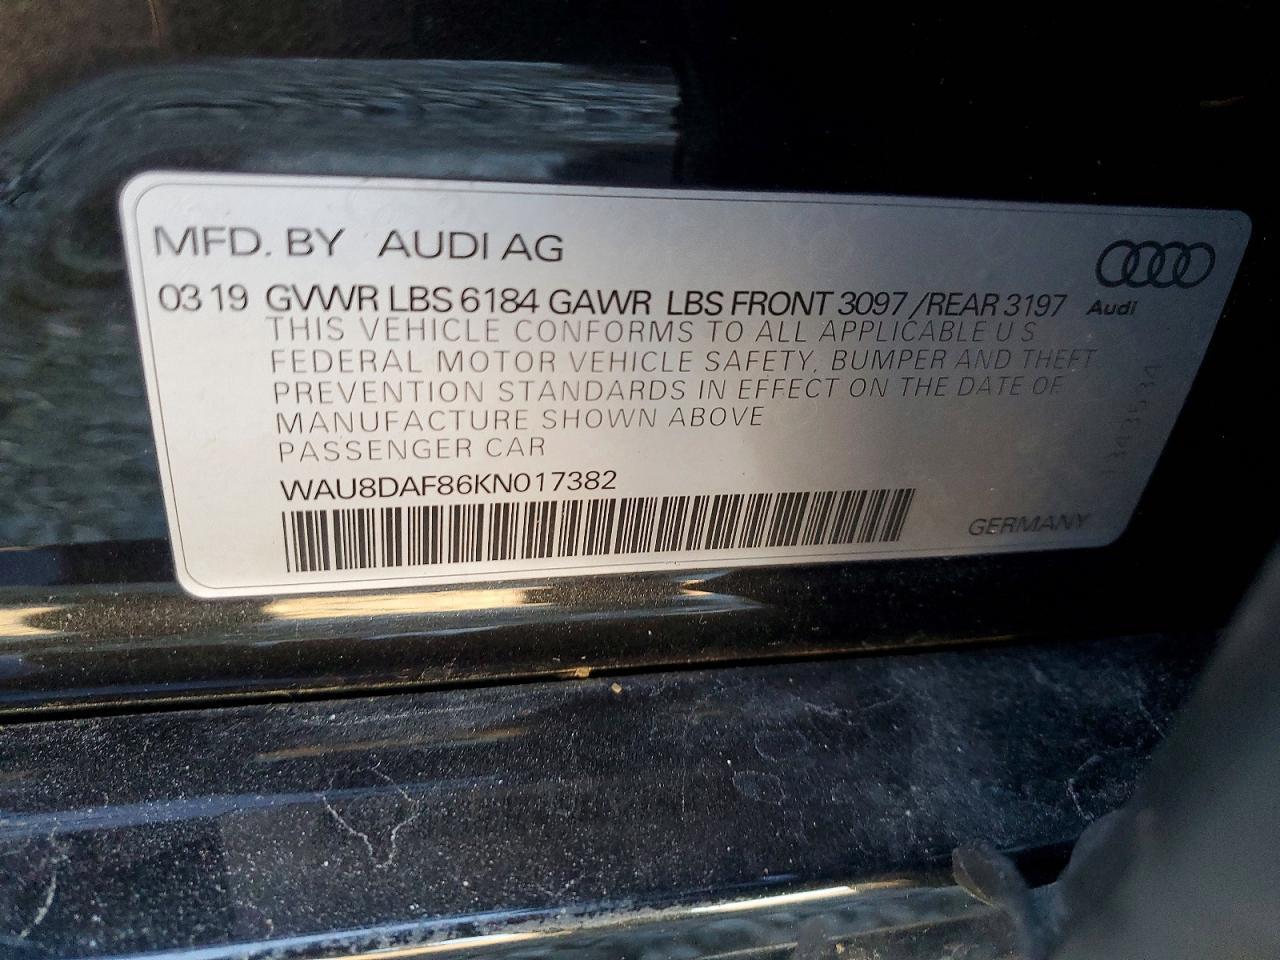 MFD. BY AUDI AG
03 19 GVWR LBS 6184 GAWR LBS FRONT 3097 /REAR 3197
Audi
THIS VEHICLE CONFORMS TO ALL APPLICABLE U S
FEDERAL MOTOR VEHICLE SAFETY, BUMPER AND THEFT
PREVENTION STANDARDS IN EFFECT ON THE DATE OF
MANUFACTURE SHOWN ABOVE
PASSENGER CAR
WAU8DAF86KN017382
GERMANY